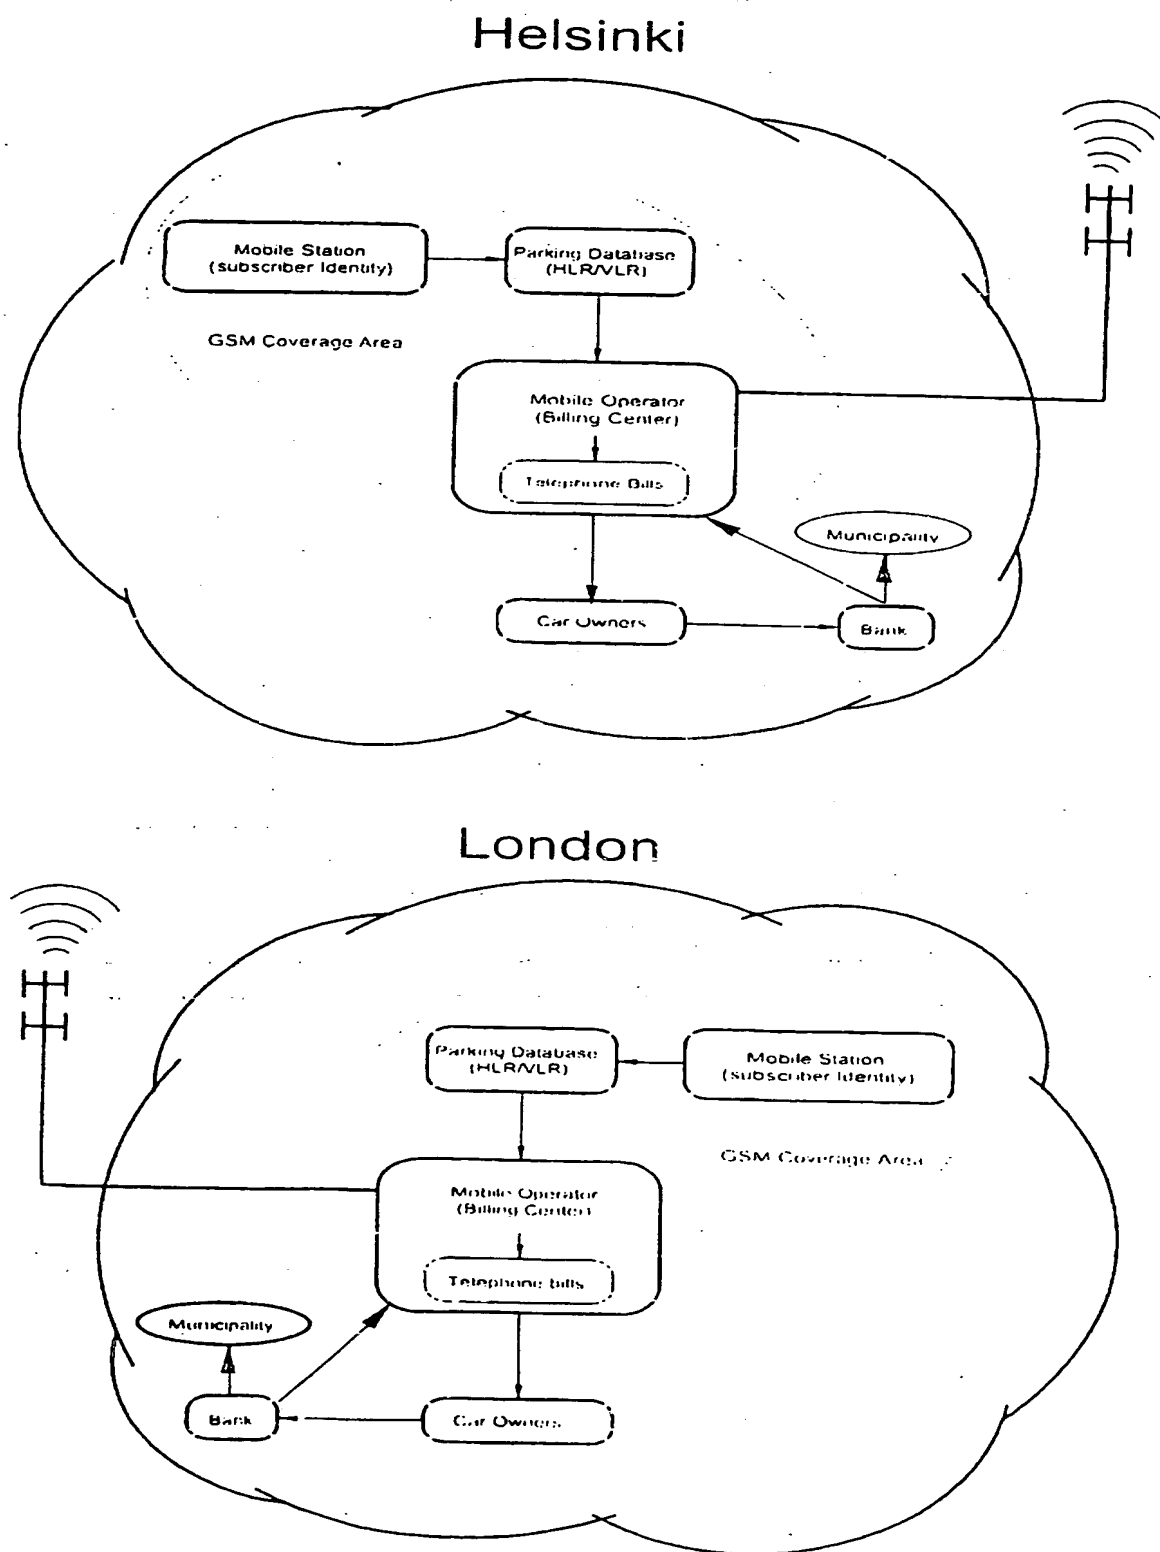 Helsinki
Mobile Station
(subscriber Identity)
Parking Database
(HLR/VLR)
GSM Coverage Area
Mobile Operator
(Billing Center)
Telephone Bills
Municipality
Car Owners
Bank
London
Parking Database
(HLR/VLR)
Mobile Station
(subscriber Identity)
GSM Coverage Area
Mobile Operator
(Billing Center)
Telephone bills
Municipality
Bank
Car Owners